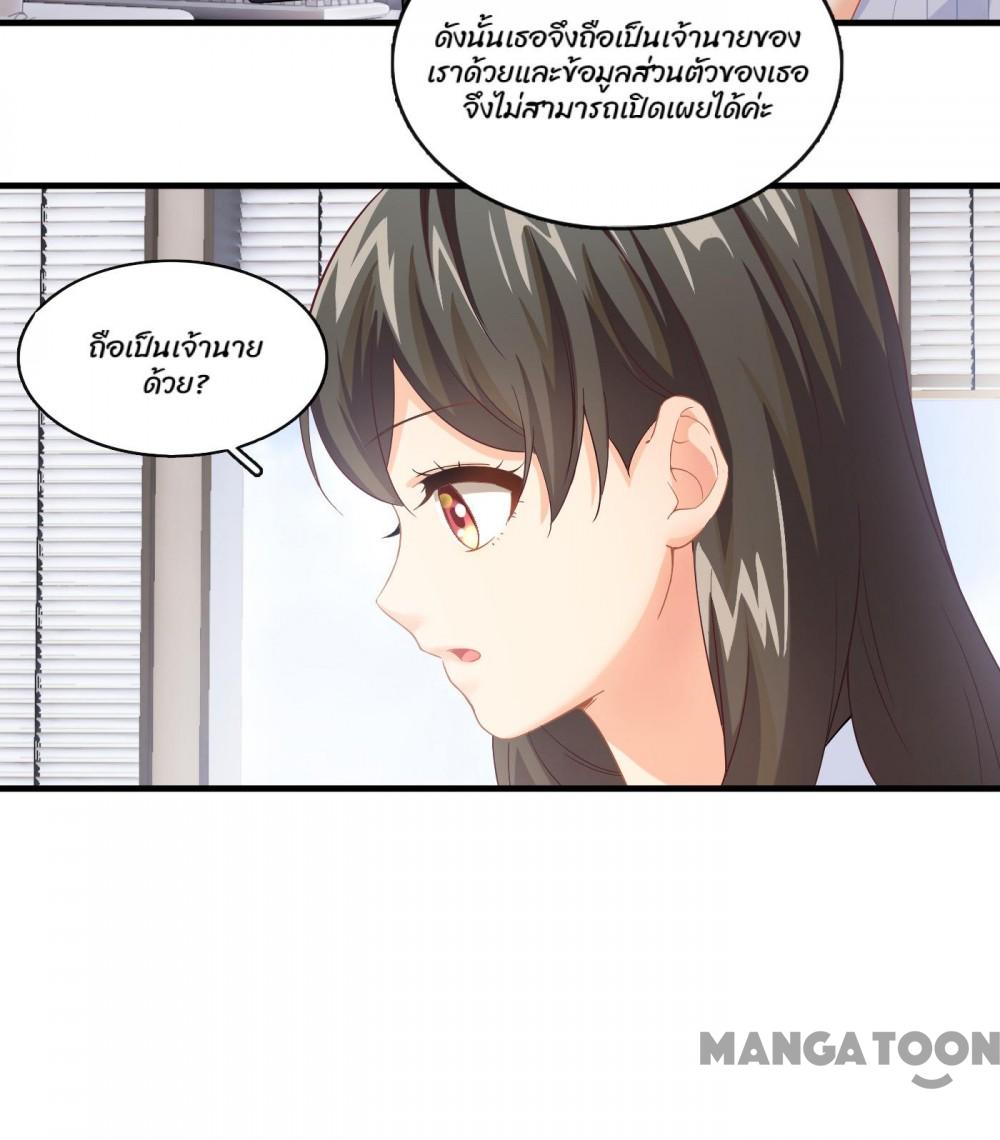 ดังนั้นเธอจึงถือเป็นเจ้านายของ
เราด้วยและข้อมูลส่วนตัวของเธอ
จึงไม่สามารถเปิดเผยได้ค่ะ
ถือเป็นเจ้านาย
ด้วย?
MANGATOON